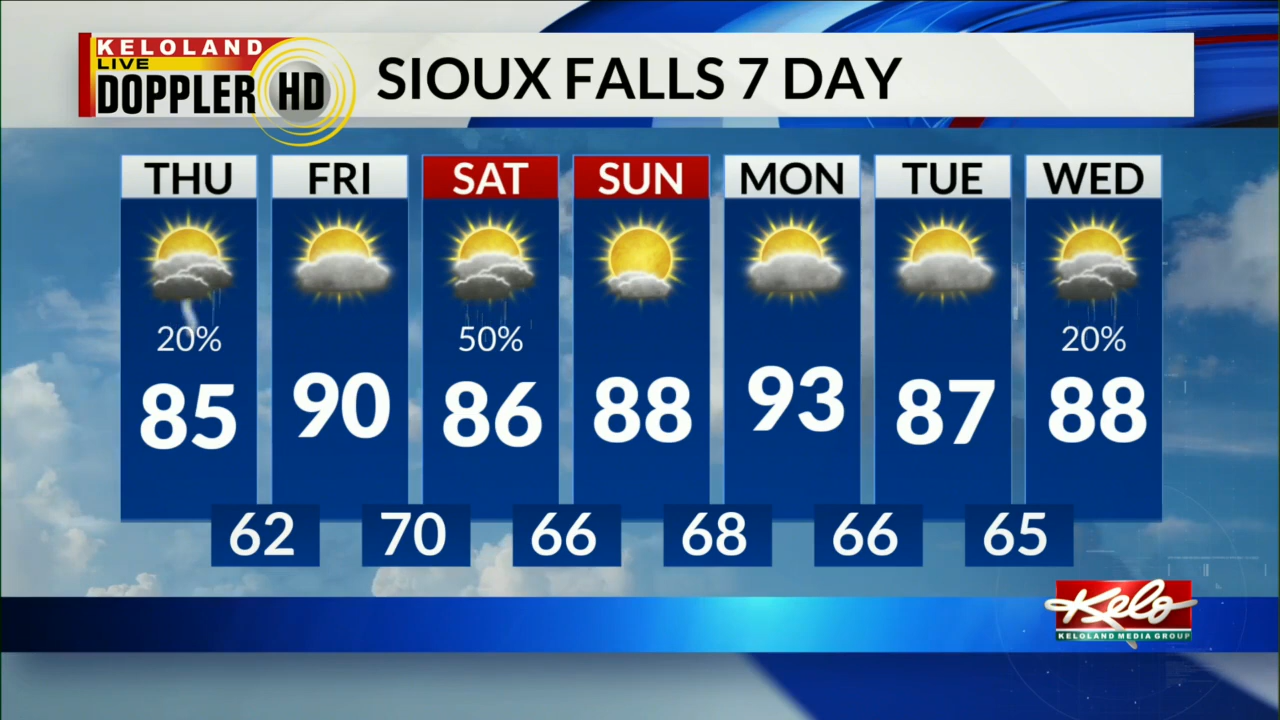 KELOLAND
LIVE
DOPPLER HD
SIOUX FALLS 7 DAY
THU FRI SAT SUN MON TUE WED
20% 50% 20%
85 90 86 88 93 87 88
62 70 66 68 66 65
Kelo
KELOLAND MEDIA GROUP